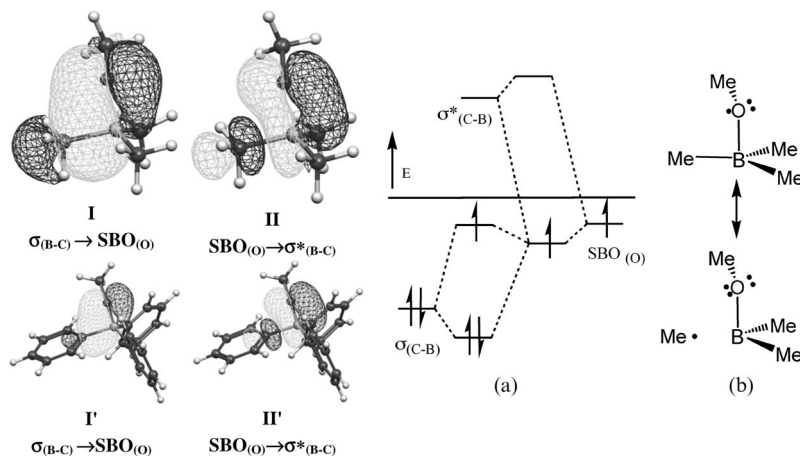 I
σ(B-C) → SBO(O)
II
SBO(O)→σ*(B-C)
I'
σ(B-C)→SBO(O)
II'
SBO(O)→σ*(B-C)
E
σ*(C-B)
SBO (O)
σ(C-B)
(a)
Me
O
Me
B
Me
Me
Me
O
Me
B
Me
Me
(b)